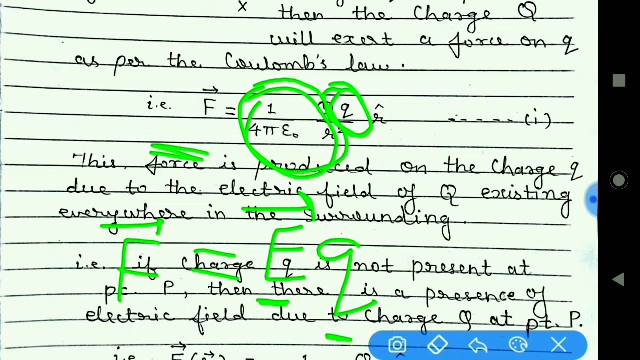 then the Charge Q
will exert a force on q
as per the Coulomb's law.
i.e. F⃗ = 1/4πε₀ Q q/r² r̂ ------ (i)
This force is produced on the Charge q
due to the electric field of Q existing
everywhere in the surrounding.
F = E q
i.e. if Charge q is not present at
pt. P, then there is a presence of
electric field due to Charge Q at pt. P.